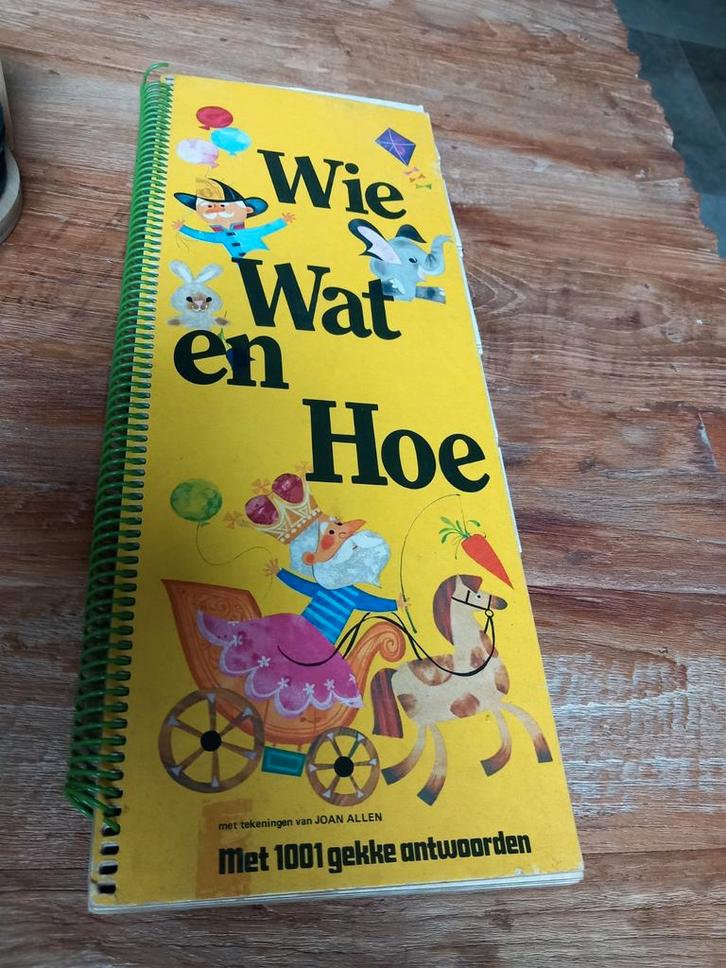 Wie
Wat
en
Hoe
met tekeningen van JOAN ALLEN
Met 1001 gekke antwoorden